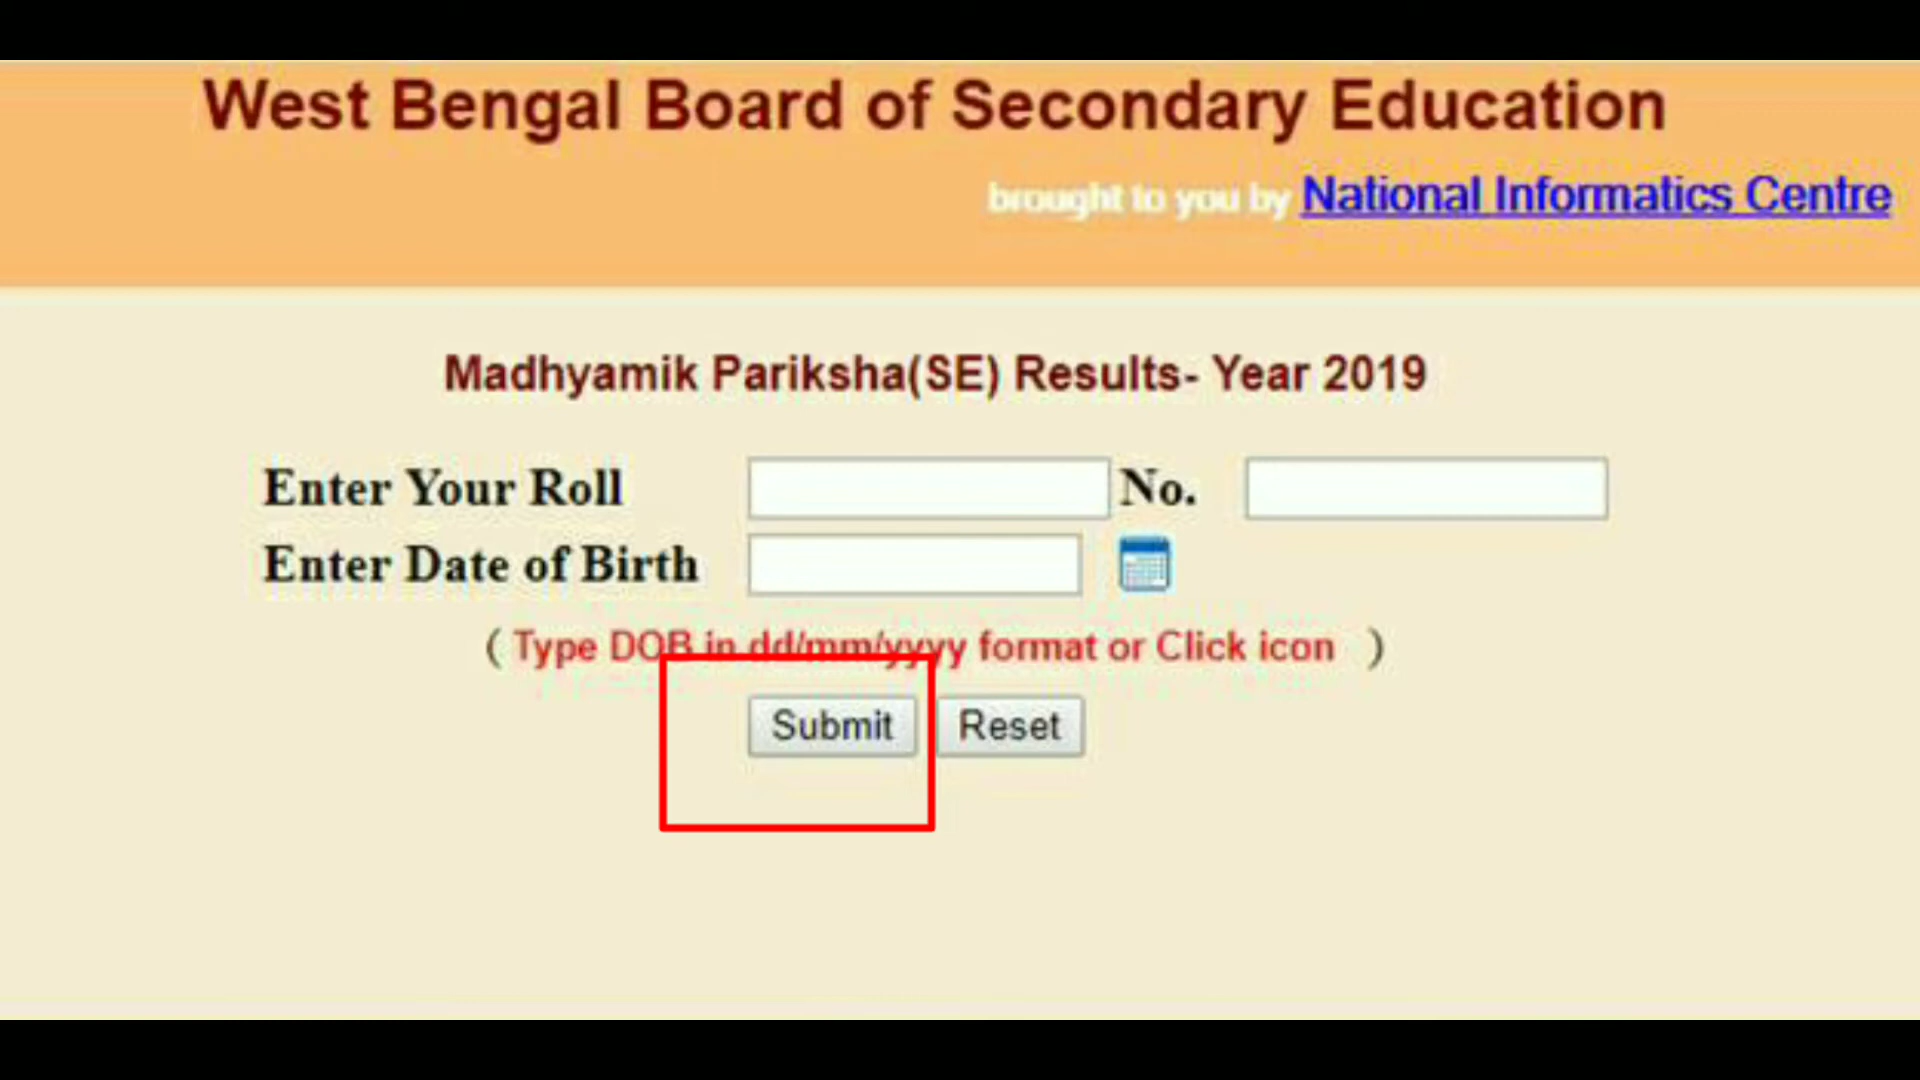 West Bengal Board of Secondary Education
brought to you by National Informatics Centre
Madhyamik Pariksha(SE) Results- Year 2019
Enter Your Roll No.
Enter Date of Birth
( Type DOB in dd/mm/yyyy format or Click icon )
Submit Reset